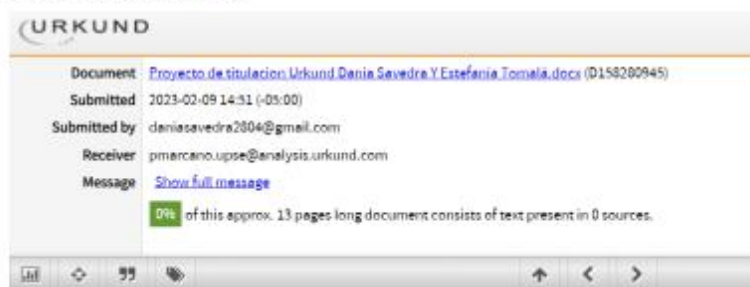 URKUND
Document Proyecto de titulacion Urkund Dania Savedra Y Estefania Tomalá.docx (D158280945)
Submitted 2023-02-09 14:51 (-05:00)
Submitted by daniasavedra2804@gmail.com
Receiver pmarcano.upse@analysis.urkund.com
Message Show full message
0% of this approx. 13 pages long document consists of text present in 0 sources.